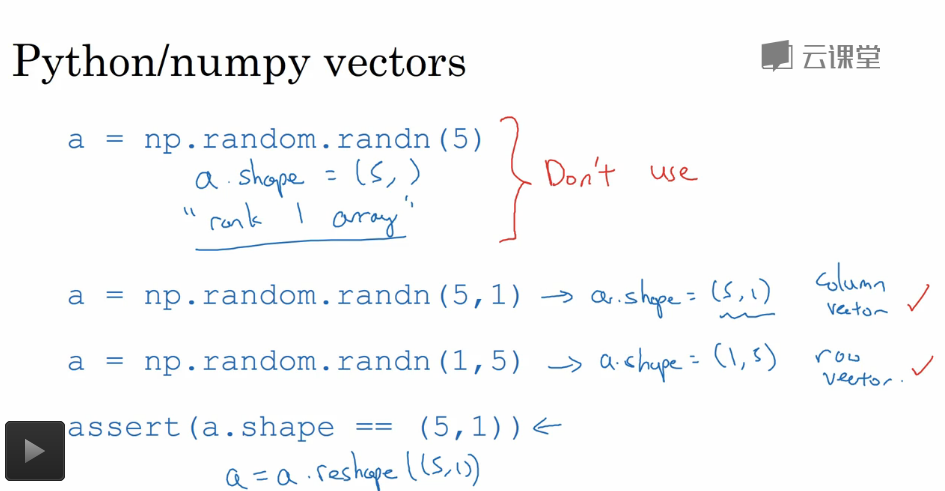 Python/numpy vectors
云课堂
a = np.random.randn(5)
a.shape = (5, )
"rank 1 array"
Don't use
a = np.random.randn(5,1) → a.shape = (5,1) column vector ✓
a = np.random.randn(1,5) → a.shape = (1,5) row vector. ✓
assert(a.shape == (5,1)) ←
a = a.reshape((5,1))